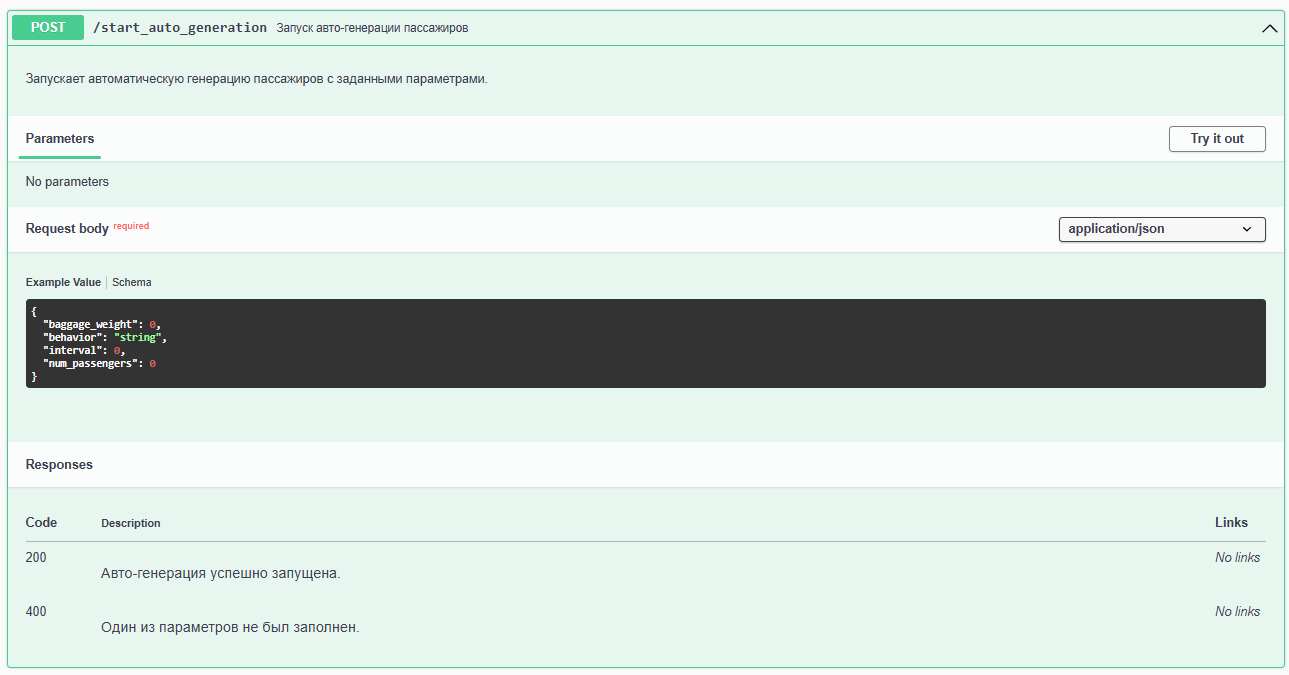 POST /start_auto_generation Запуск авто-генерации пассажиров
Запускает автоматическую генерацию пассажиров с заданными параметрами.
Parameters Try it out
No parameters
Request body required application/json
Example Value Schema
{
"baggage_weight": 0,
"behavior": "string",
"interval": 0,
"num_passengers": 0
}
Responses
Code Description Links
200 No links
Авто-генерация успешно запущена.
400 No links
Один из параметров не был заполнен.